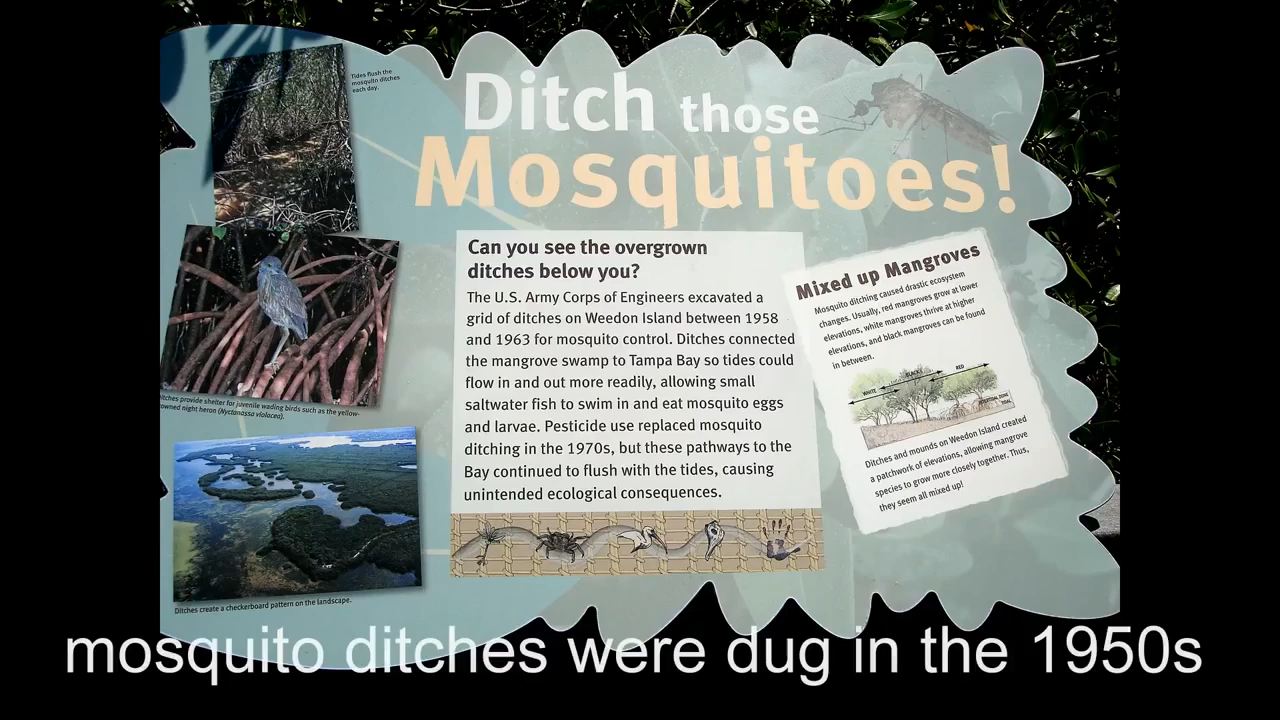 Tides flush the
mosquito ditches
each day.
Ditch those
Mosquitoes!
Can you see the overgrown
ditches below you?
The U.S. Army Corps of Engineers excavated a
grid of ditches on Weedon Island between 1958
and 1963 for mosquito control. Ditches connected
the mangrove swamp to Tampa Bay so tides could
flow in and out more readily, allowing small
saltwater fish to swim in and eat mosquito eggs
and larvae. Pesticide use replaced mosquito
ditching in the 1970s, but these pathways to the
Bay continued to flush with the tides, causing
unintended ecological consequences.
Mixed up Mangroves
Mosquito ditching caused drastic ecosystem
changes. Usually, red mangroves grow at lower
elevations, white mangroves thrive at higher
elevations, and black mangroves can be found
in between.
WHITE BLACK RED
Ditches and mounds on Weedon Island created
a patchwork of elevations, allowing mangrove
species to grow more closely together. Thus,
they seem all mixed up!
Ditches provide shelter for juvenile wading birds such as the yellow-
crowned night heron (Nyctanassa violacea).
Ditches create a checkerboard pattern on the landscape.
mosquito ditches were dug in the 1950s